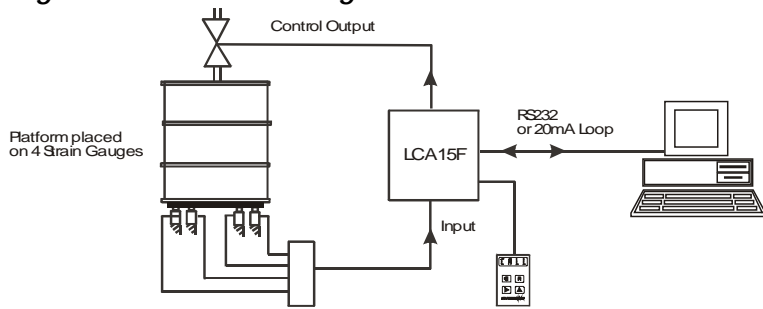 Control Output
Platform placed
on 4 Strain Gauges
RS232
or 20mA Loop
LCA15F
Input